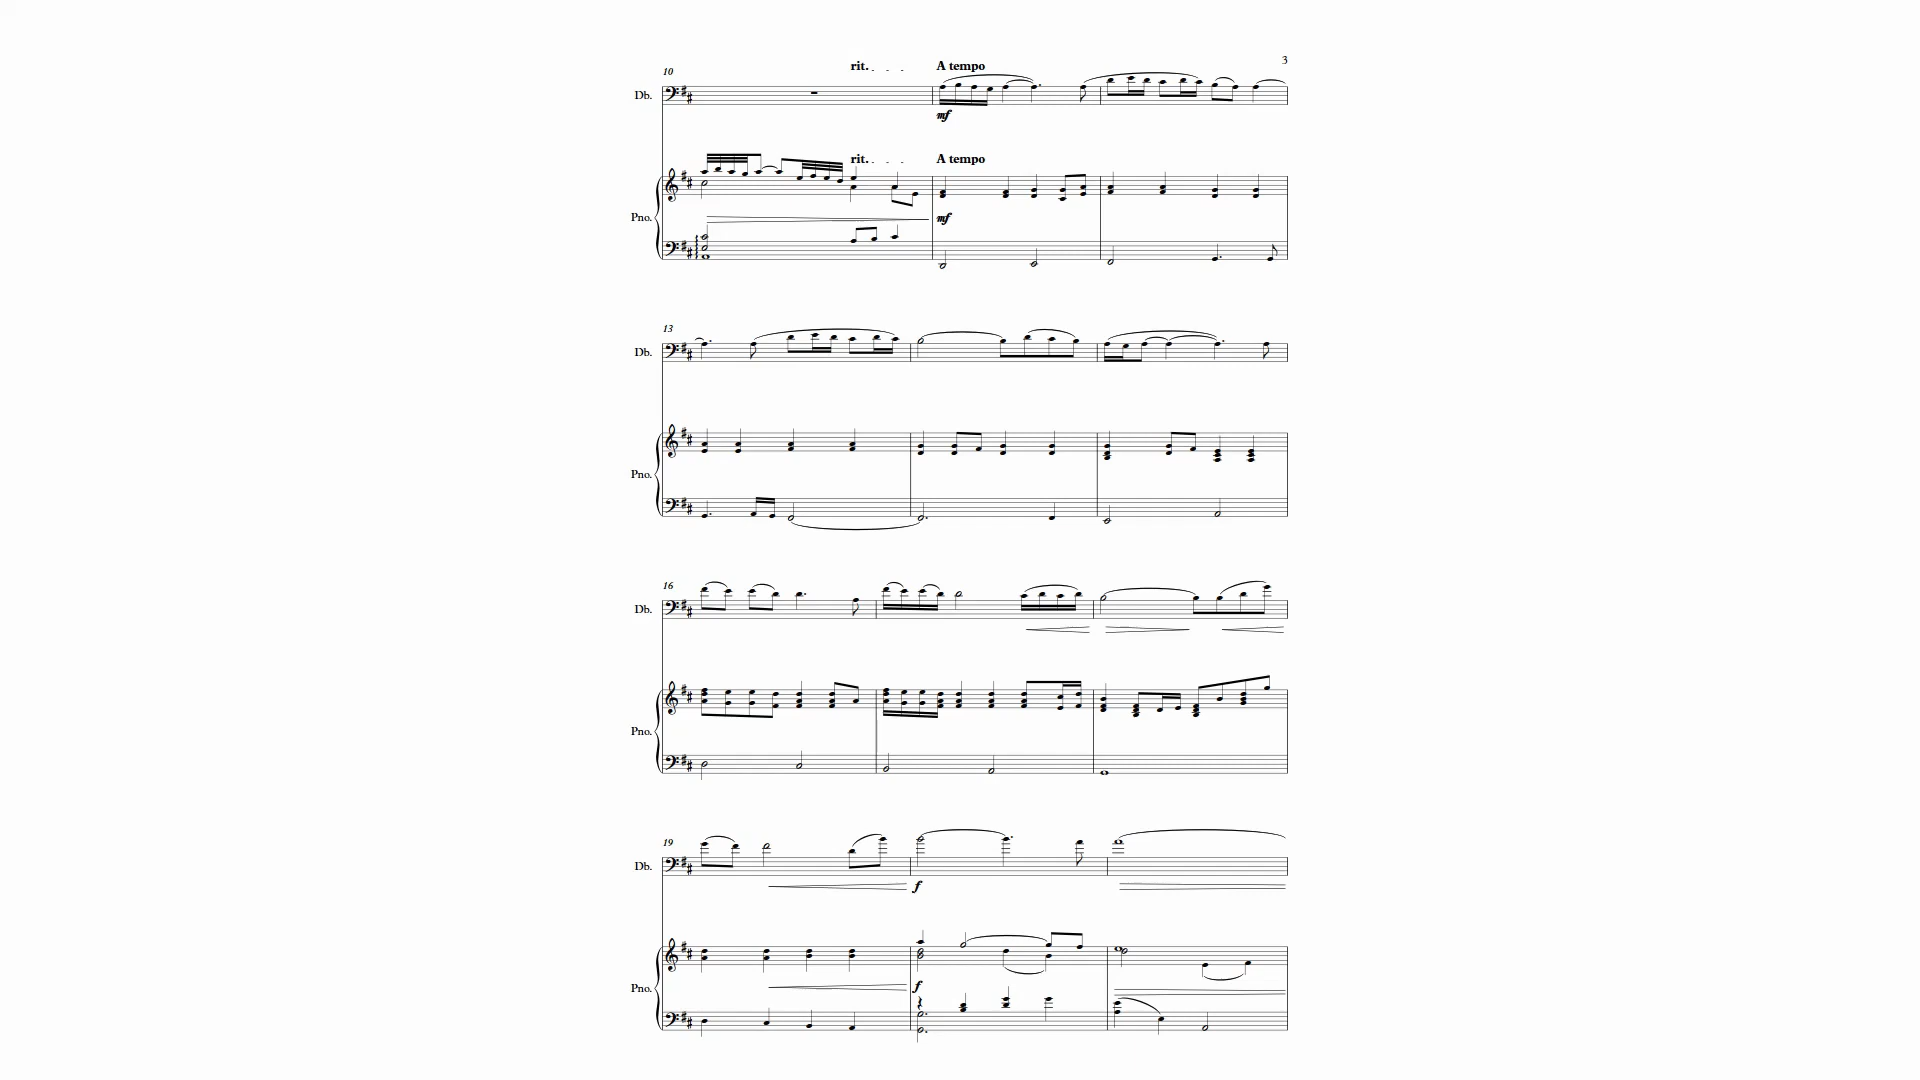 3
rit. A tempo
10
Db.
mf
rit. A tempo
Pno.
mf
13
Db.
Pno.
16
Db.
Pno.
19
Db.
f
Pno.
f